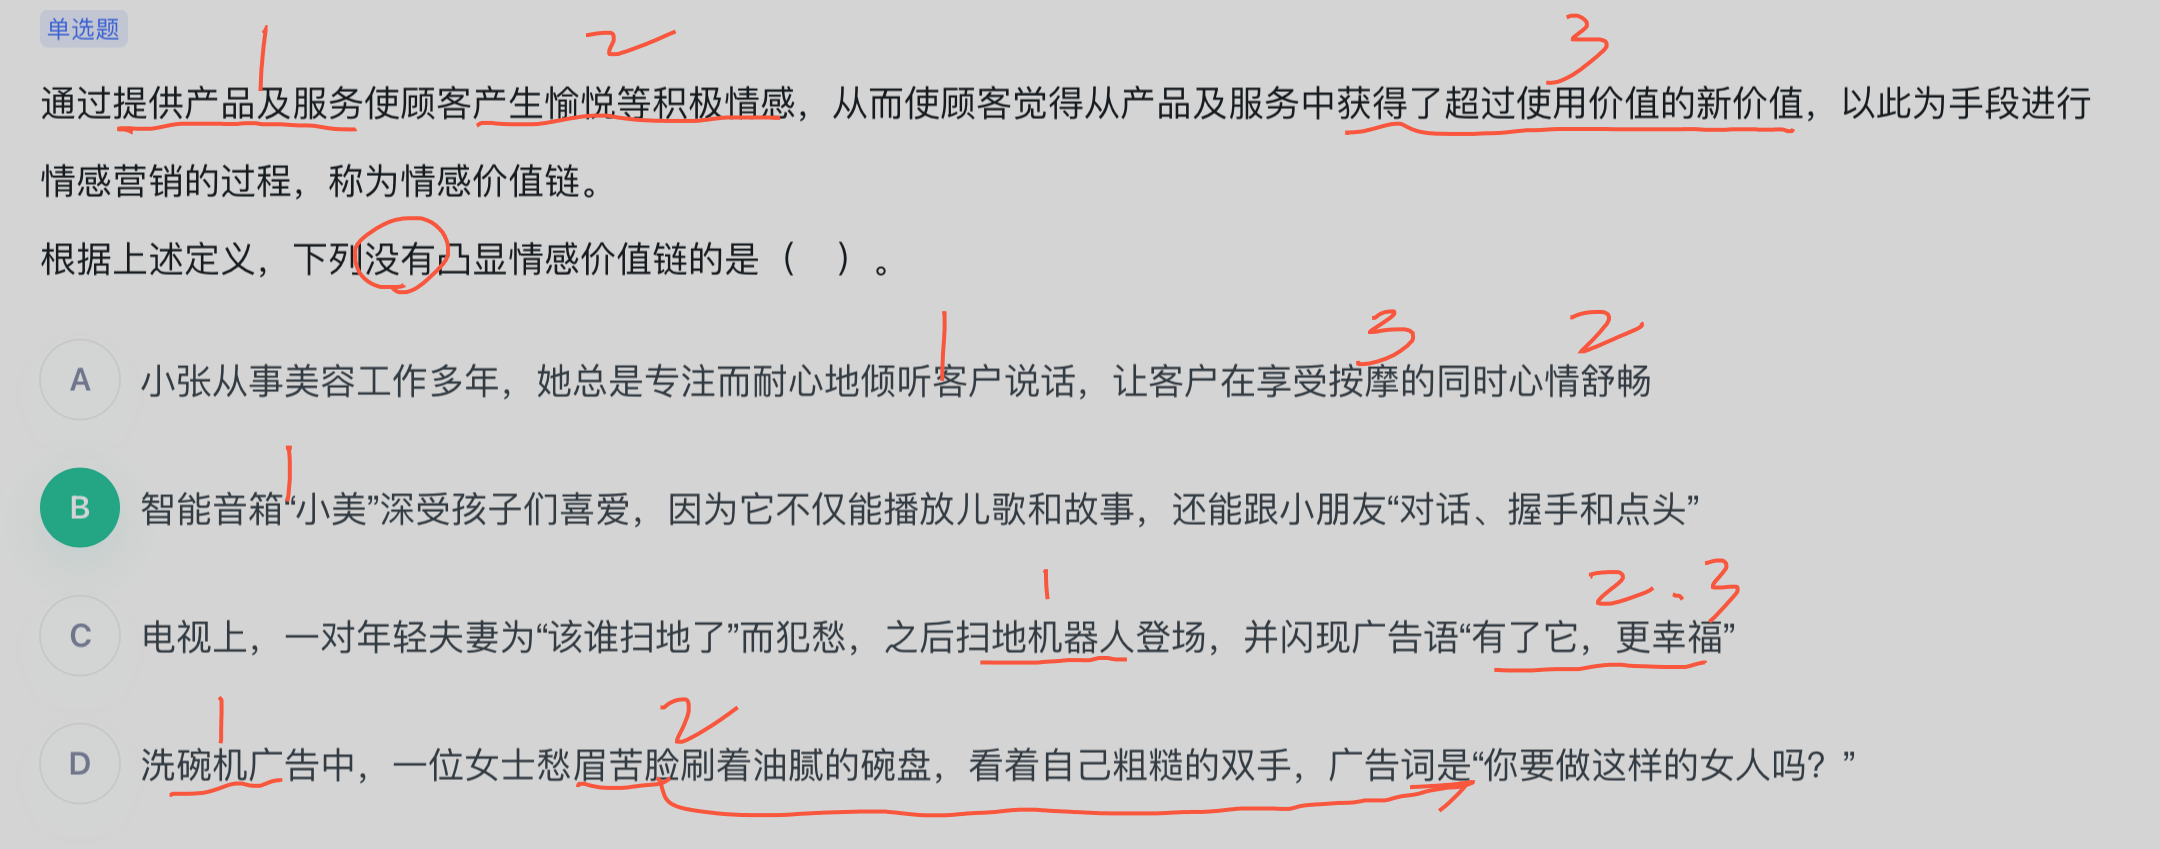 单选题
1 2 3
通过提供产品及服务使顾客产生愉悦等积极情感，从而使顾客觉得从产品及服务中获得了超过使用价值的新价值，以此为手段进行
情感营销的过程，称为情感价值链。
根据上述定义，下列没有凸显情感价值链的是（　）。
1 3 2
A 小张从事美容工作多年，她总是专注而耐心地倾听客户说话，让客户在享受按摩的同时心情舒畅
1
B 智能音箱“小美”深受孩子们喜爱，因为它不仅能播放儿歌和故事，还能跟小朋友“对话、握手和点头”
1 2.3
C 电视上，一对年轻夫妻为“该谁扫地了”而犯愁，之后扫地机器人登场，并闪现广告语“有了它，更幸福”
1 2
D 洗碗机广告中，一位女士愁眉苦脸刷着油腻的碗盘，看着自己粗糙的双手，广告词是“你要做这样的女人吗？”